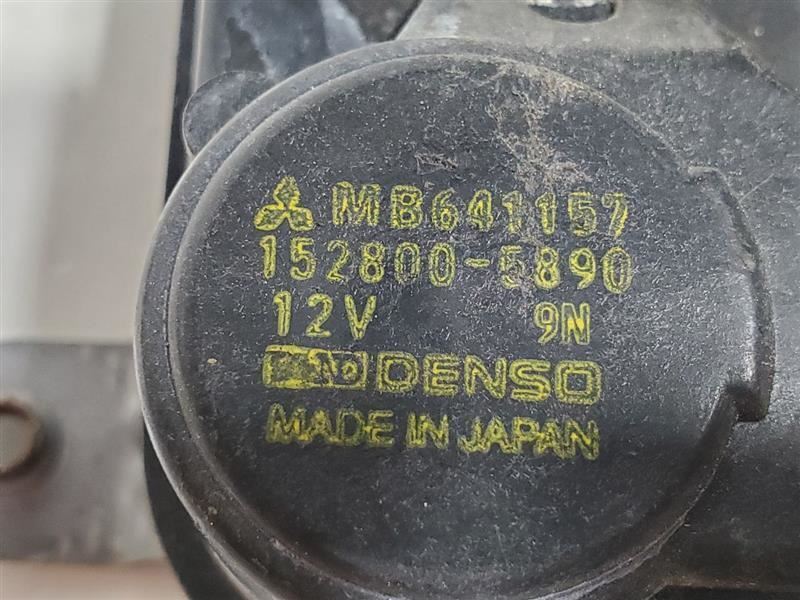 MB641157
152800-5890
12V 9N
DENSO
MADE IN JAPAN